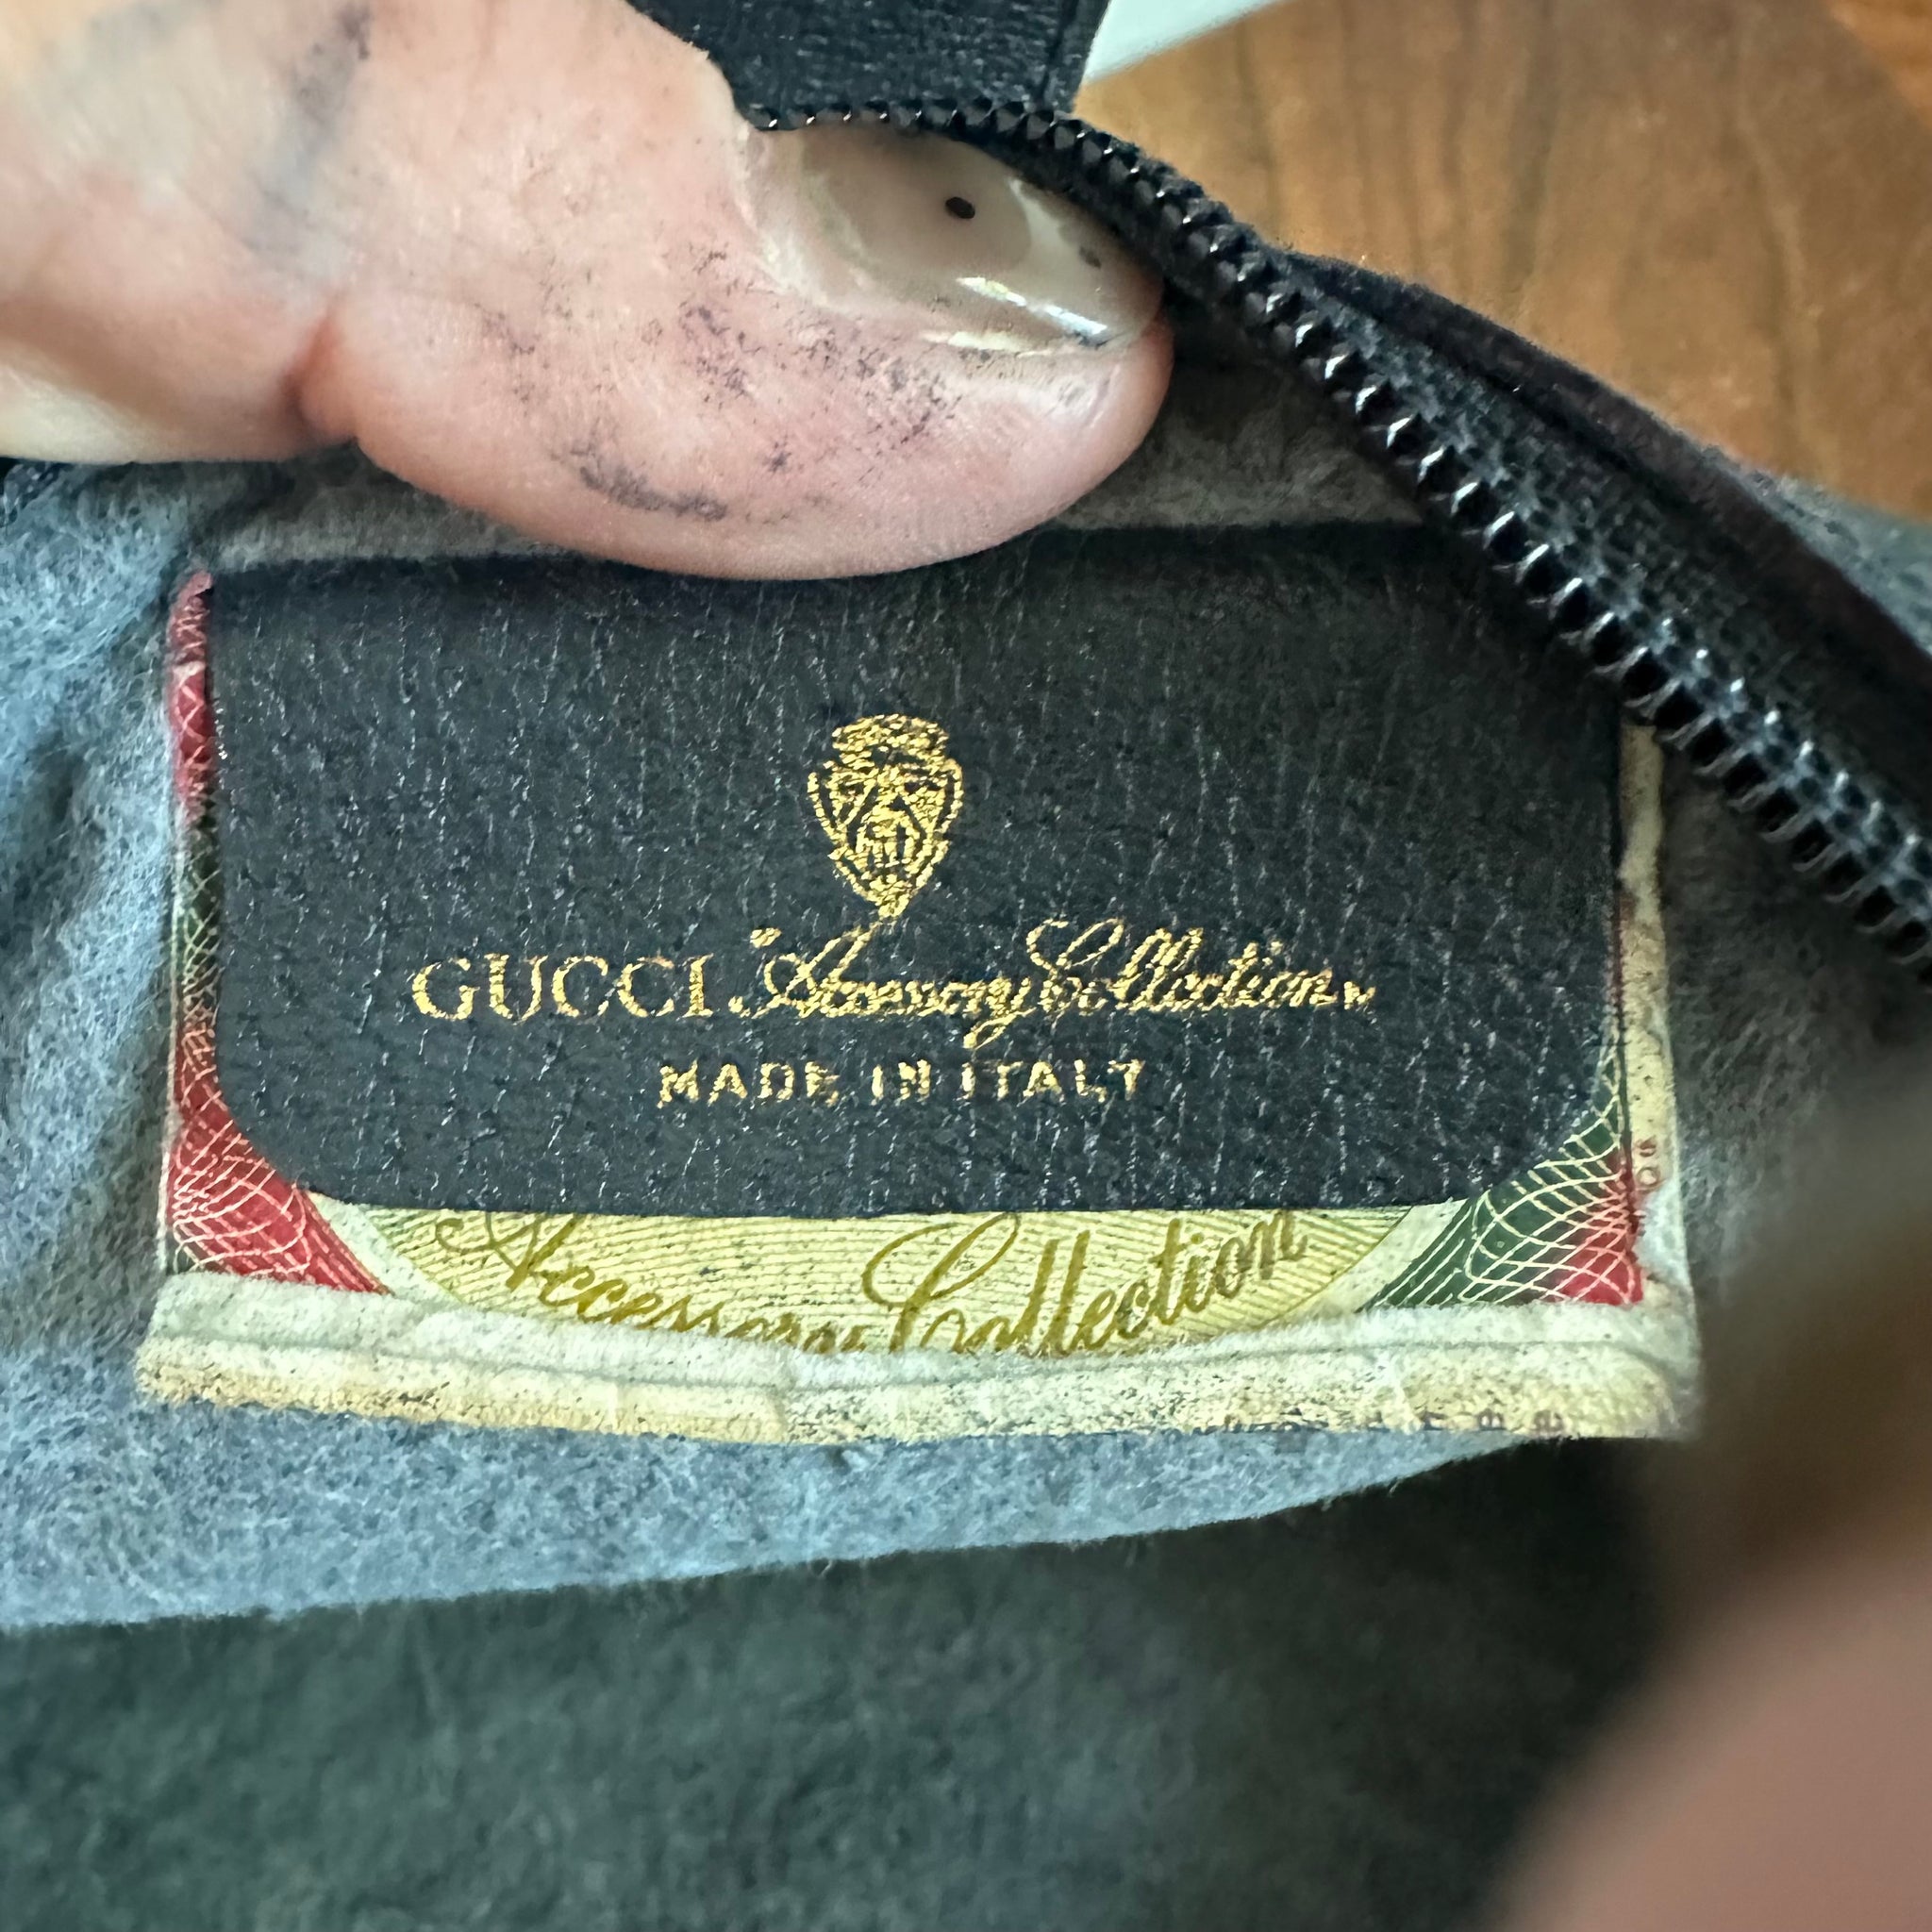 GUCCI "Accessory Collection"
MADE IN ITALY
Accessory Collection